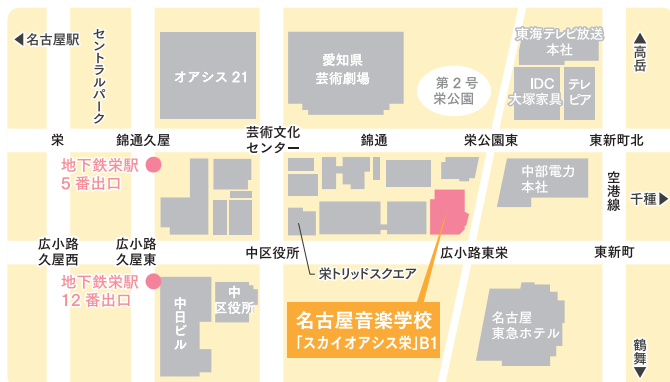 名古屋駅
セントラルパーク
オアシス21
愛知県
芸術劇場
第2号
栄公園
東海テレビ放送
本社
IDC
大塚家具
テレ
ピア
高岳
栄
錦通久屋
芸術文化
センター
錦通
栄公園東
東新町北
地下鉄栄駅
5番出口
中部電力
本社
空港線
千種
広小路
久屋西
広小路
久屋東
中区役所
広小路東栄
東新町
栄トリッドスクエア
地下鉄栄駅
12番出口
中日ビル
中
区役所
名古屋音楽学校
「スカイオアシス栄」B1
名古屋
東急ホテル
鶴舞